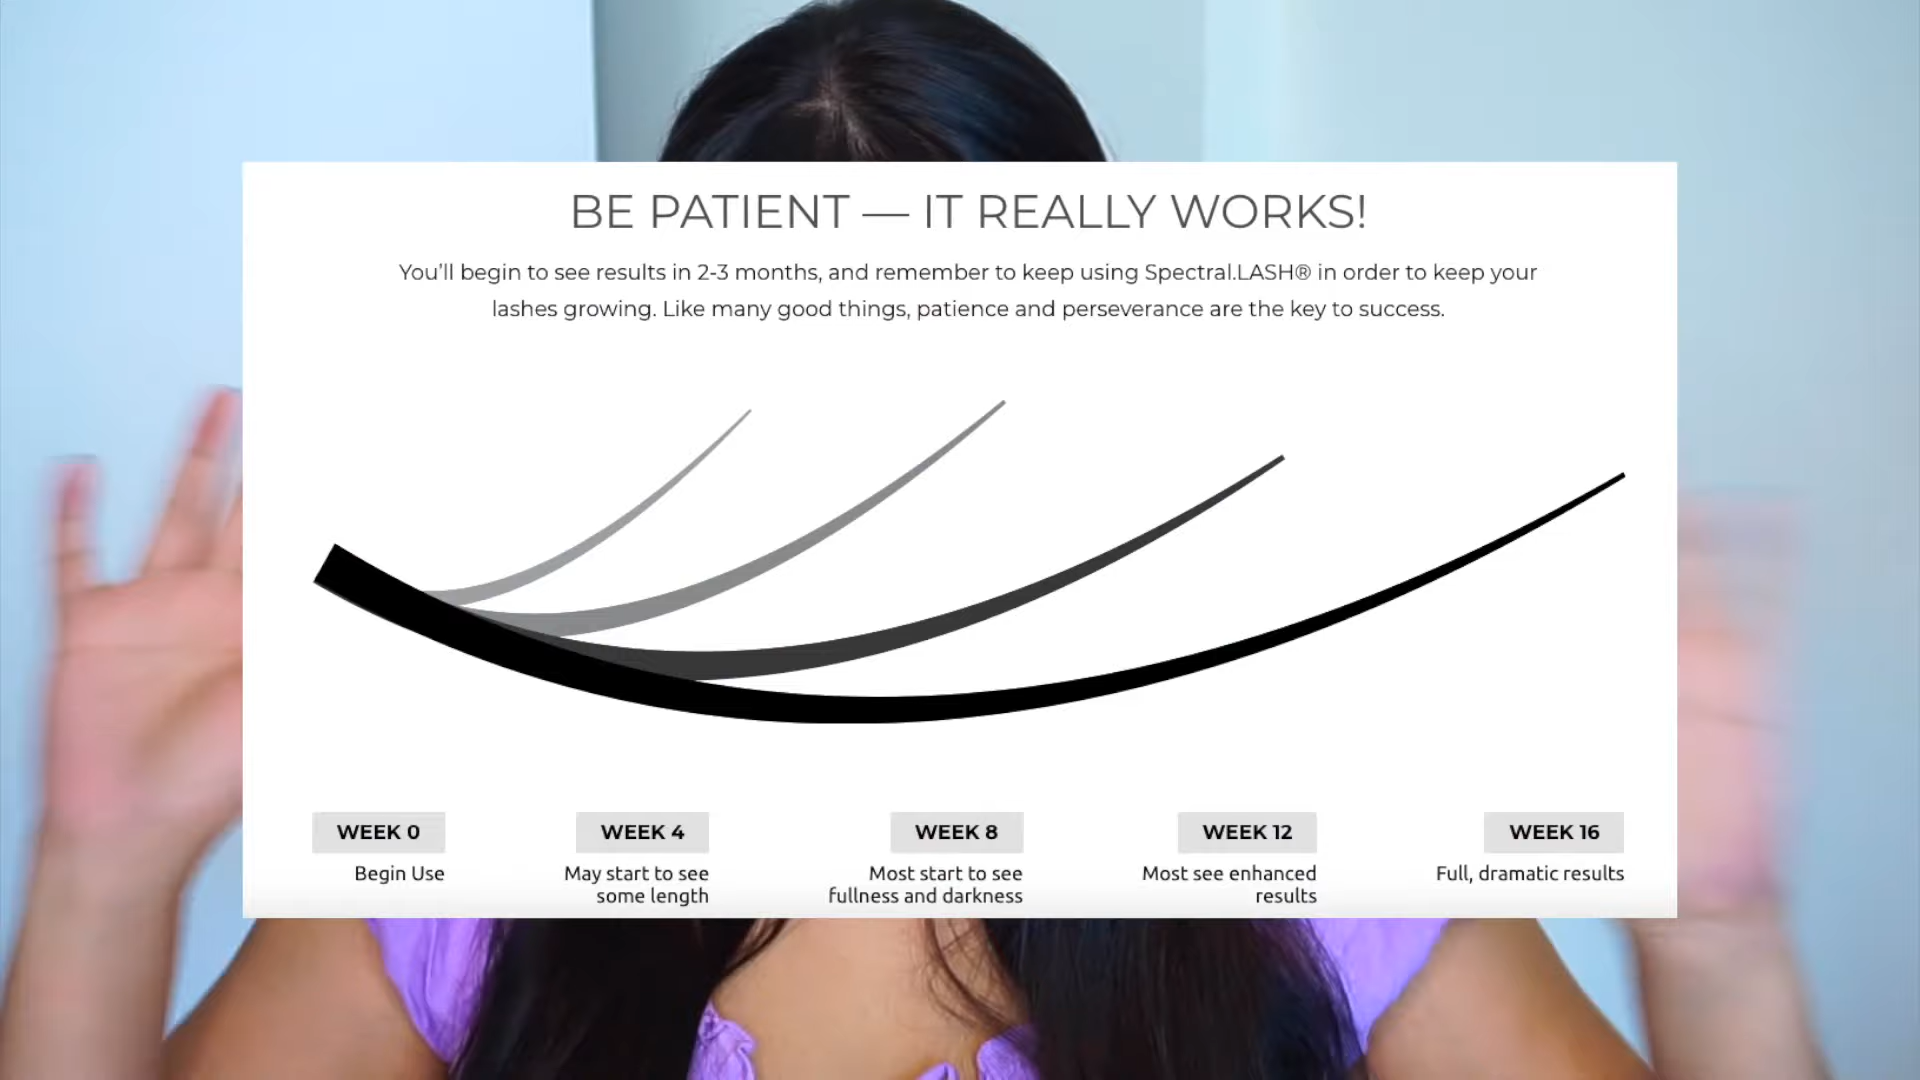 BE PATIENT — IT REALLY WORKS!
You'll begin to see results in 2-3 months, and remember to keep using Spectral.LASH® in order to keep your
lashes growing. Like many good things, patience and perseverance are the key to success.
WEEK 0
Begin Use
WEEK 4
May start to see
some length
WEEK 8
Most start to see
fullness and darkness
WEEK 12
Most see enhanced
results
WEEK 16
Full, dramatic results